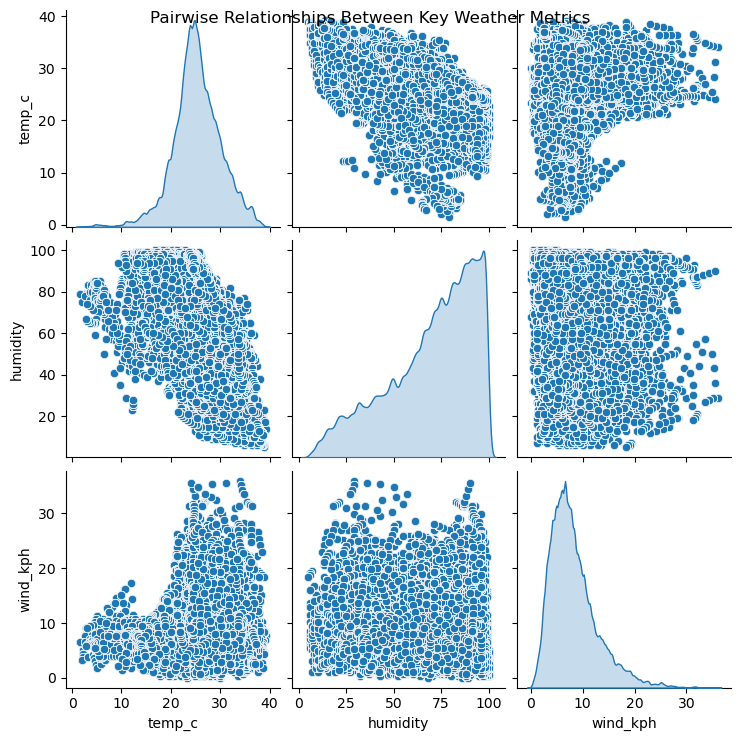 Pairwise Relationships Between Key Weather Metrics
40
30
20
10
0
temp_c
100
80
60
40
20
humidity
30
20
10
0
wind_kph
0 10 20 30 40
temp_c
0 25 50 75 100
humidity
0 10 20 30
wind_kph